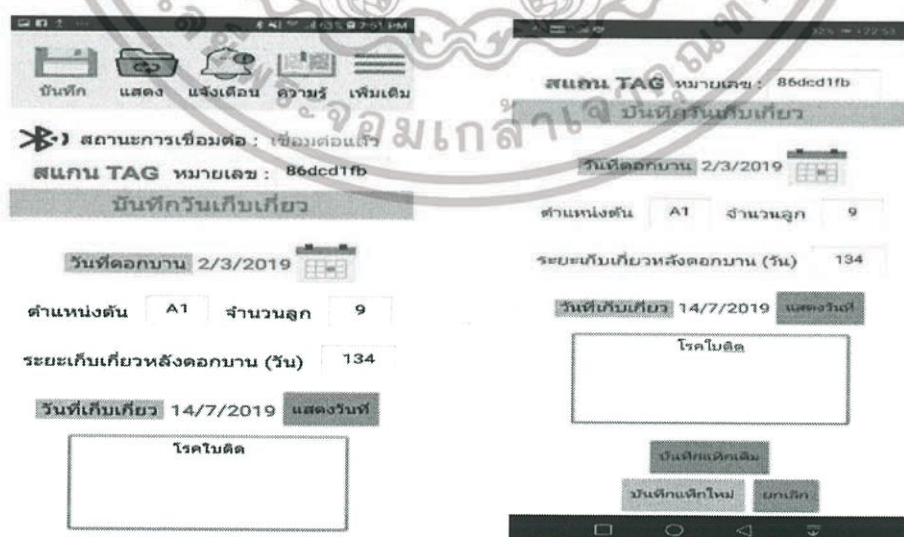 2:51 PM
บันทึก แสดง แจ้งเตือน ความรู้ เพิ่มเติม
สถานะการเชื่อมต่อ : เชื่อมต่อแล้ว
สแกน TAG หมายเลข : 86dcd1fb
บันทึกวันเก็บเกี่ยว
วันที่ดอกบาน 2/3/2019
ตำแหน่งต้น A1 จำนวนลูก 9
ระยะเก็บเกี่ยวหลังดอกบาน (วัน) 134
วันที่เก็บเกี่ยว 14/7/2019 แสดงวันที่
โรคใบติด
22:53
สแกน TAG หมายเลข : 86dcd1fb
บันทึกวันเก็บเกี่ยว
วันที่ดอกบาน 2/3/2019
ตำแหน่งต้น A1 จำนวนลูก 9
ระยะเก็บเกี่ยวหลังดอกบาน (วัน) 134
วันที่เก็บเกี่ยว 14/7/2019 แสดงวันที่
โรคใบติด
บันทึกแท็กเดิม
บันทึกแท็กใหม่ ยกเลิก
พระจอมเกล้าเจ้าคุณท